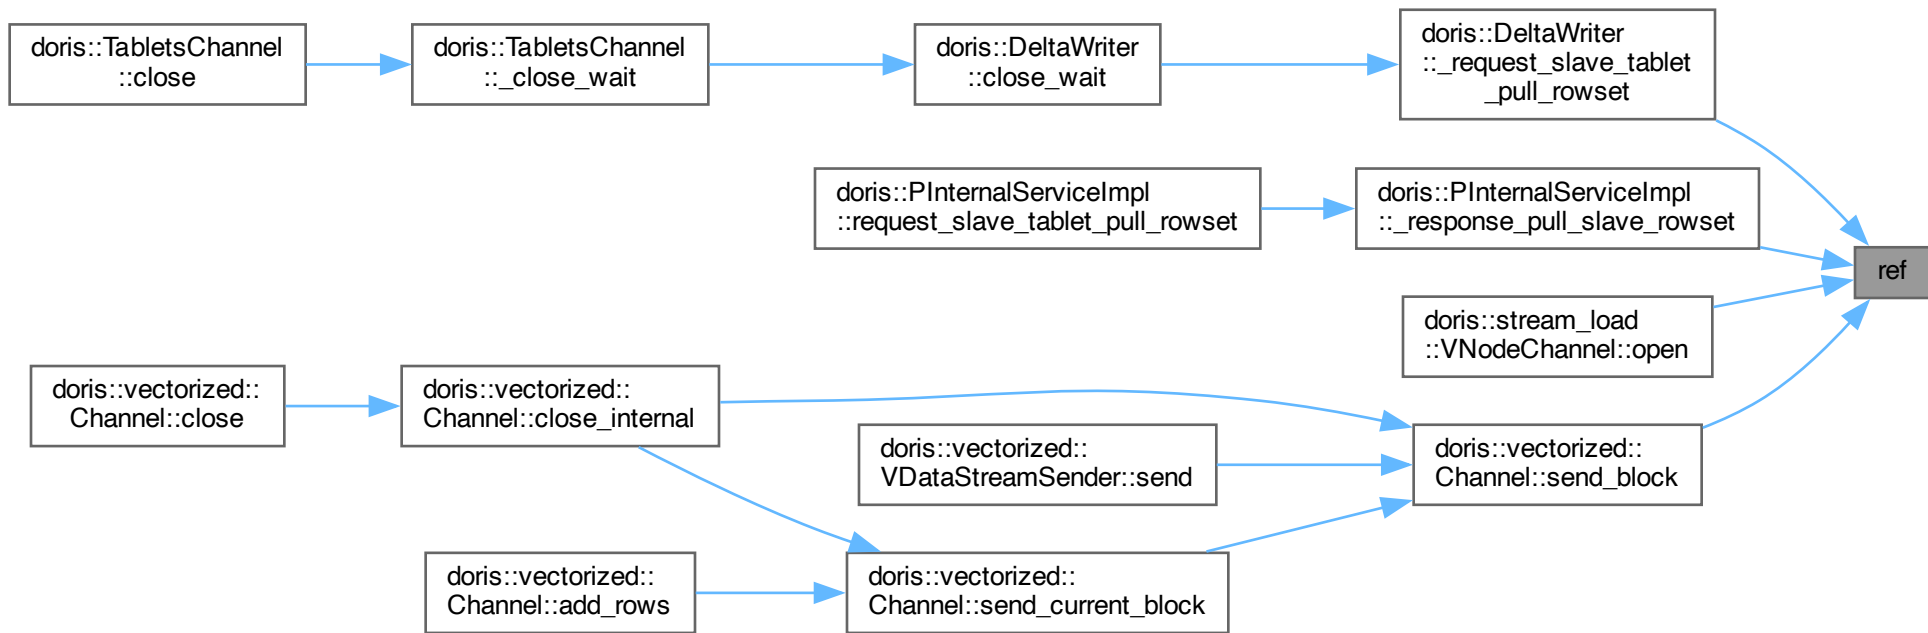 doris::TabletsChannel
::close
doris::TabletsChannel
::_close_wait
doris::DeltaWriter
::close_wait
doris::DeltaWriter
::_request_slave_tablet
_pull_rowset
doris::PInternalServiceImpl
::request_slave_tablet_pull_rowset
doris::PInternalServiceImpl
::_response_pull_slave_rowset
ref
doris::stream_load
::VNodeChannel::open
doris::vectorized::
Channel::close
doris::vectorized::
Channel::close_internal
doris::vectorized::
VDataStreamSender::send
doris::vectorized::
Channel::send_block
doris::vectorized::
Channel::add_rows
doris::vectorized::
Channel::send_current_block